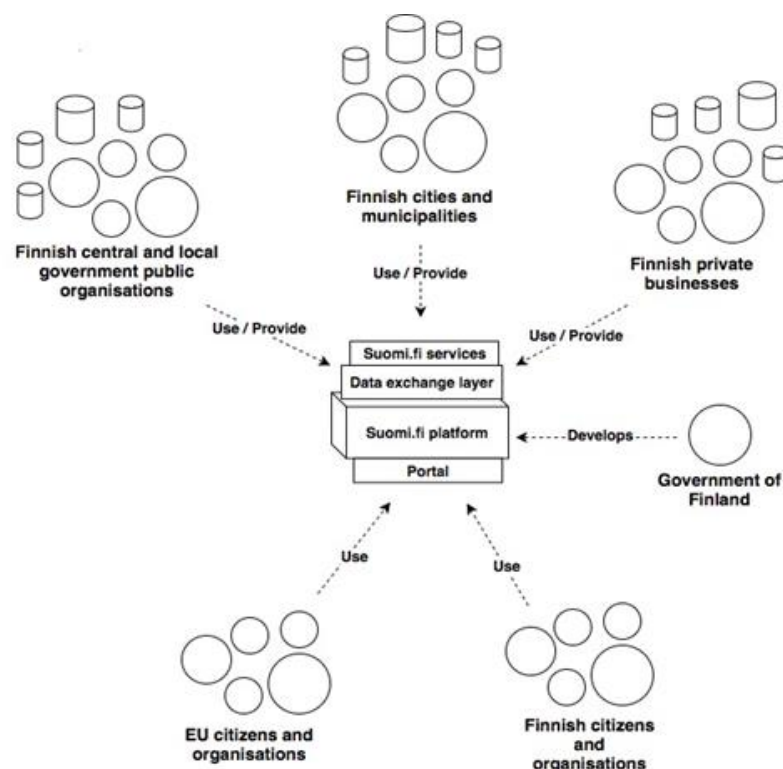 Finnish cities and
municipalities
Finnish central and local
government public
organisations
Finnish private
businesses
Use / Provide
Use / Provide
Use / Provide
Suomi.fi services
Data exchange layer
Suomi.fi platform
Portal
Develops
Government of
Finland
Use
Use
EU citizens and
organisations
Finnish citizens
and
organisations